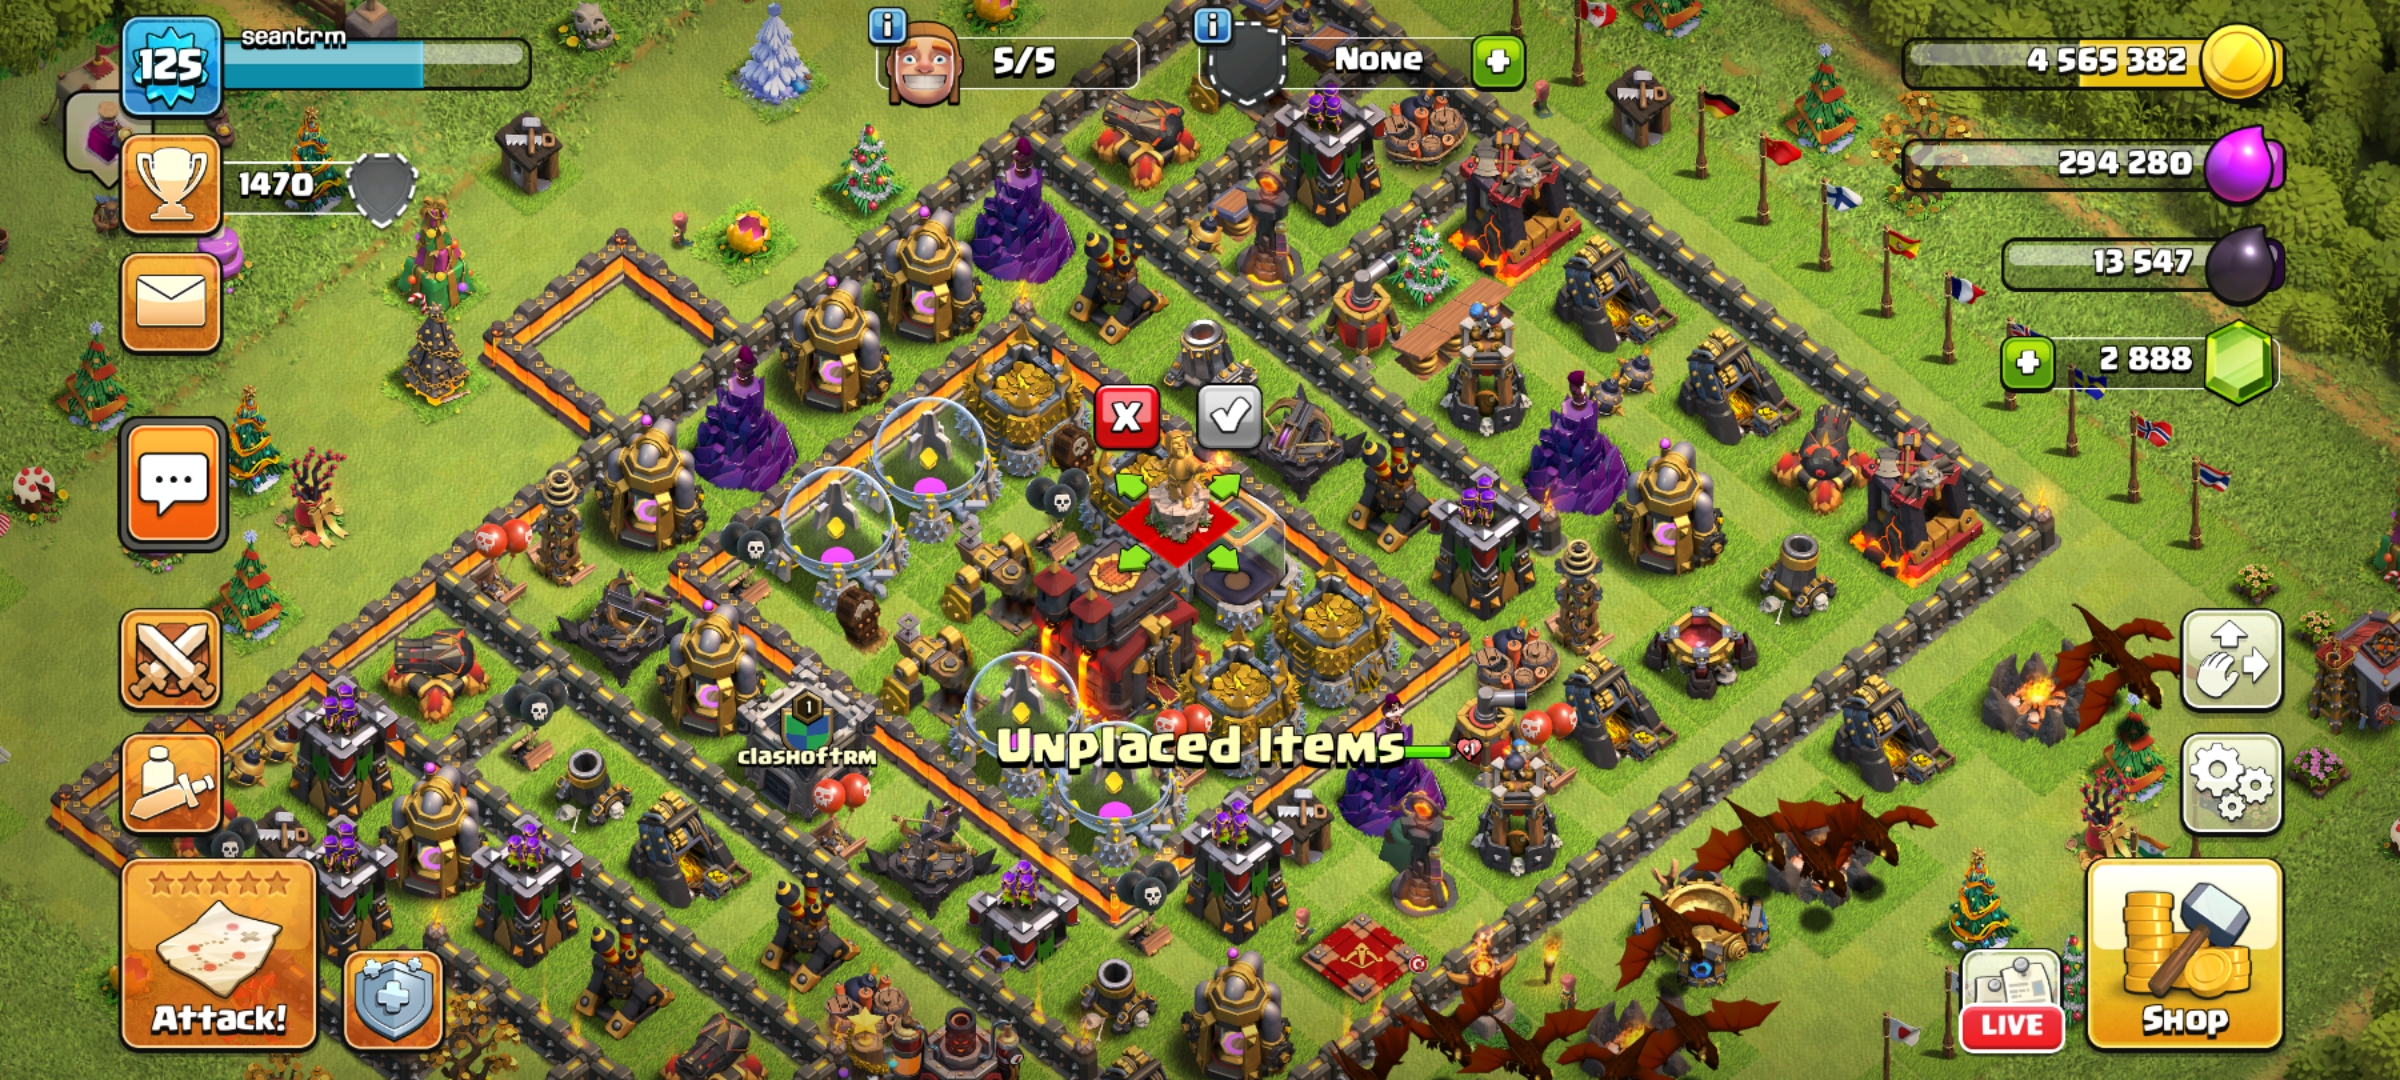 125
seantrm
5/5
None
4 565 382
1470
294 280
13 547
2 888
1
clashoftrm
Unplaced Items
+1
Attack!
LIVE
Shop